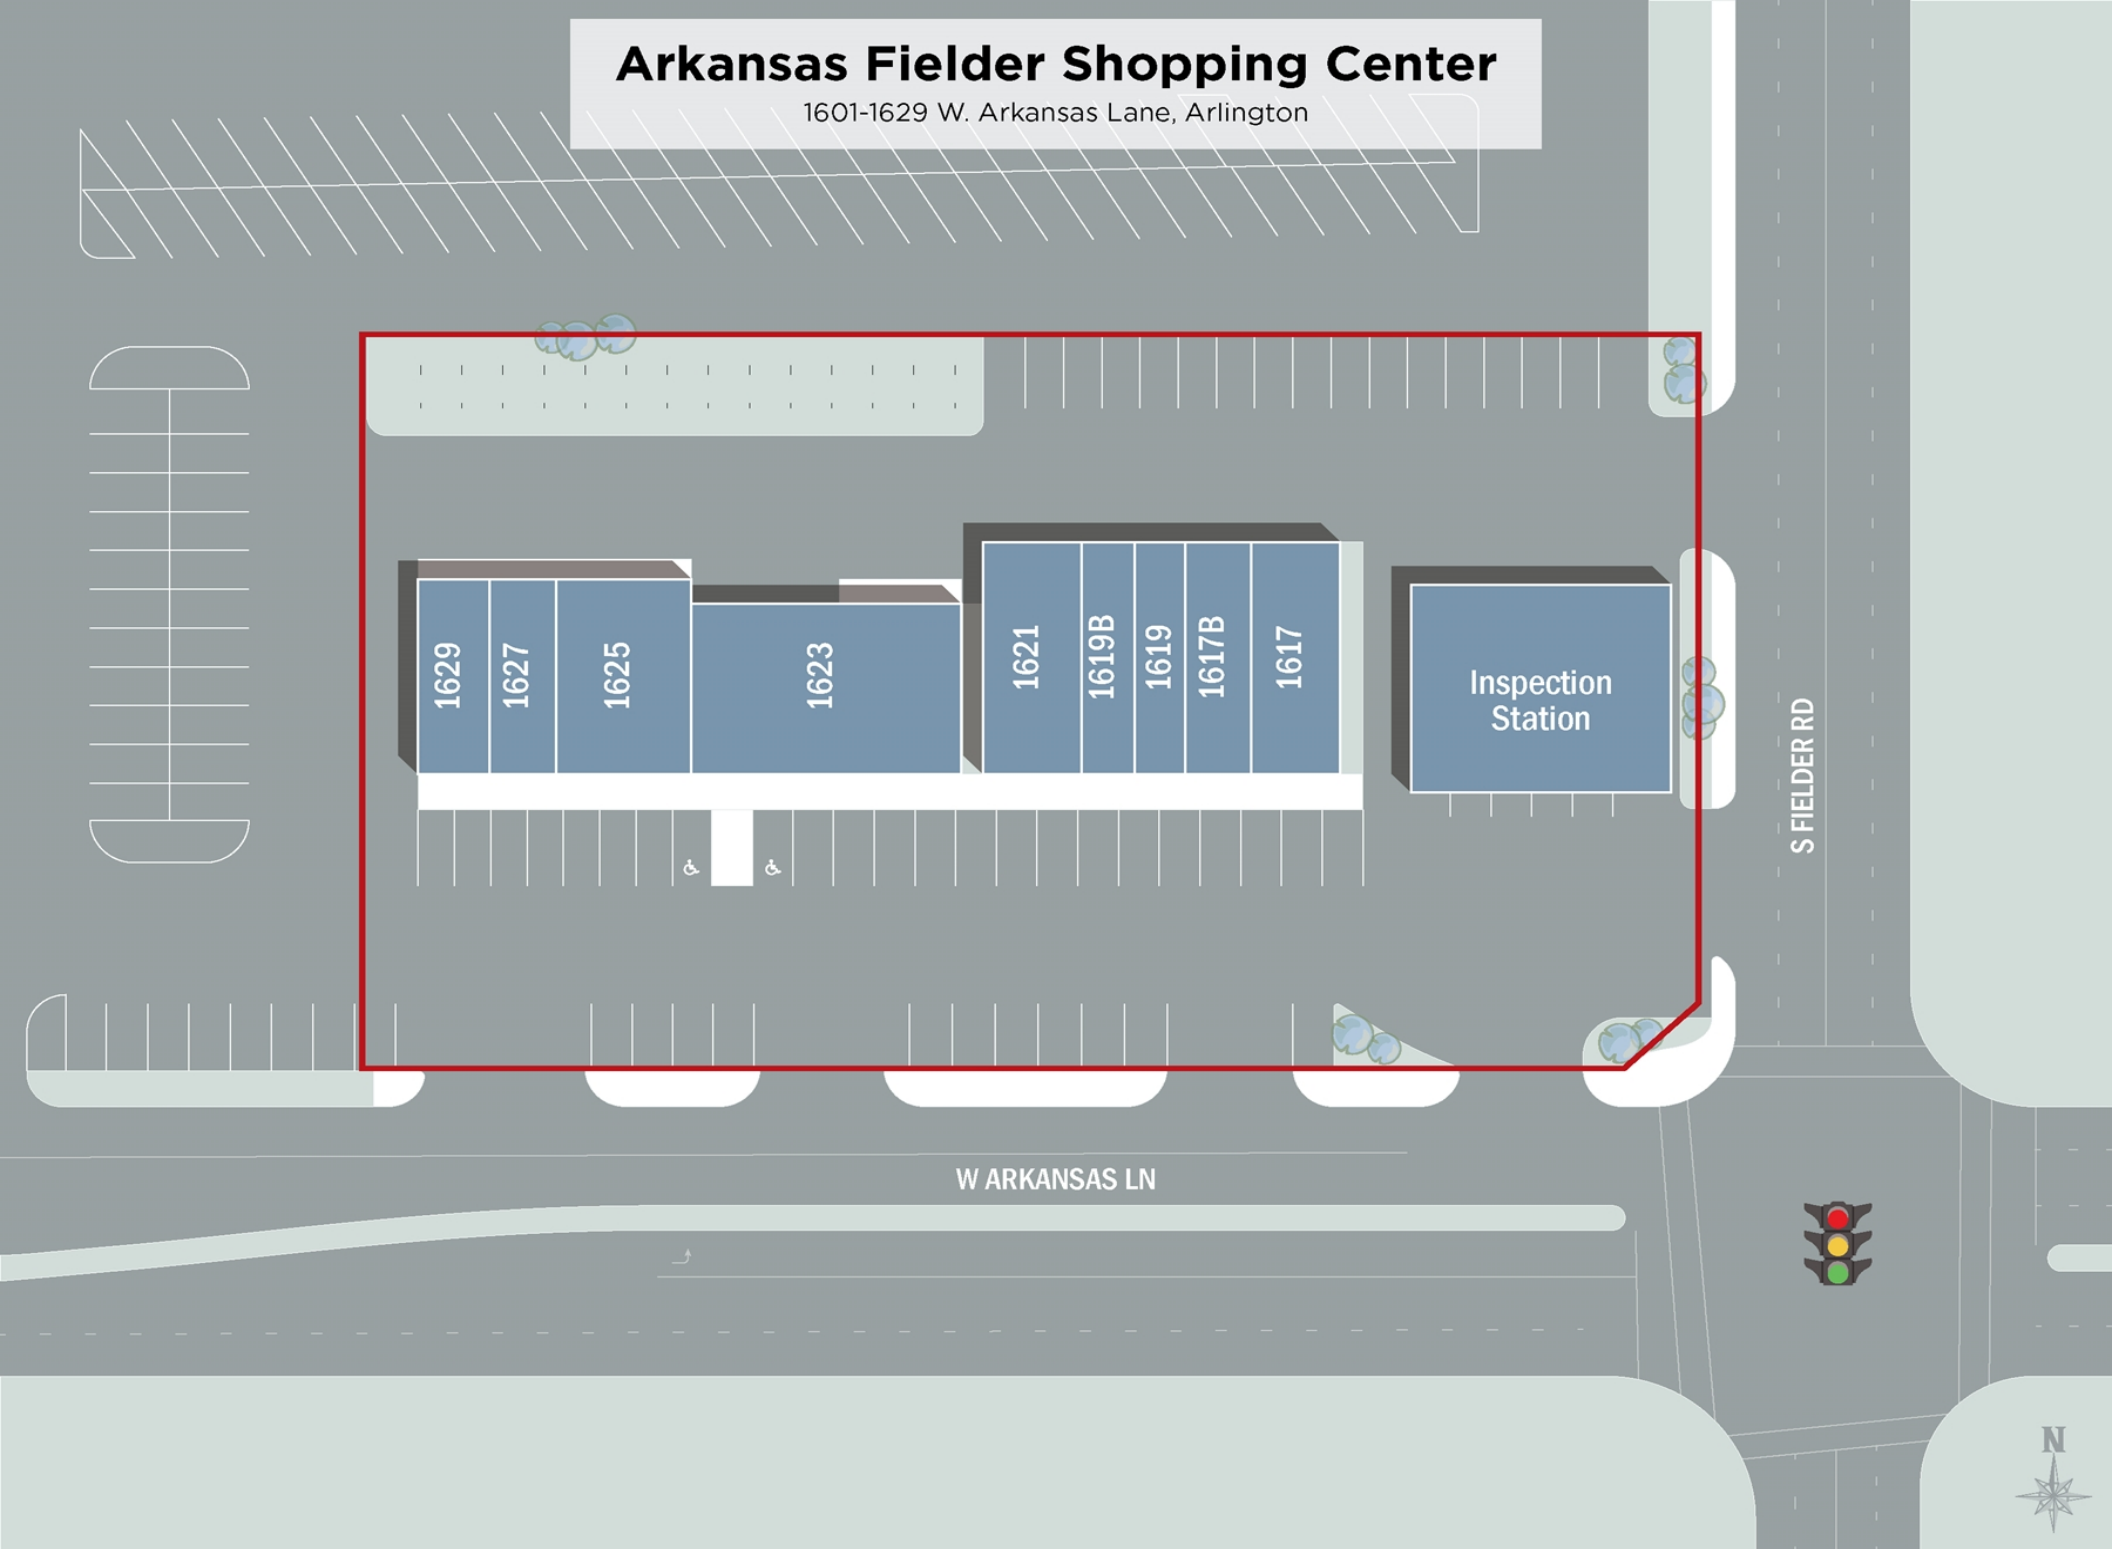 Arkansas Fielder Shopping Center
1601-1629 W. Arkansas Lane, Arlington
1629
1627
1625
1623
1621
1619B
1619
1617B
1617
Inspection
Station
S FIELDER RD
W ARKANSAS LN
N